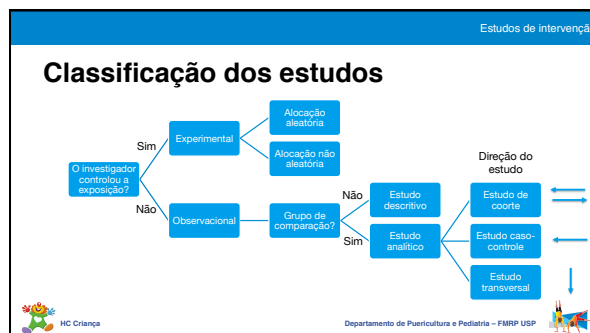 Estudos de intervençã
Classificação dos estudos
O investigador
controlou a
exposição?
Sim
Não
Experimental
Observacional
Alocação
aleatória
Alocação não
aleatória
Grupo de
comparação?
Não
Sim
Estudo
descritivo
Estudo
analítico
Direção do
estudo
Estudo de
coorte
Estudo caso-
controle
Estudo
transversal
HC Criança
Departamento de Puericultura e Pediatria – FMRP USP